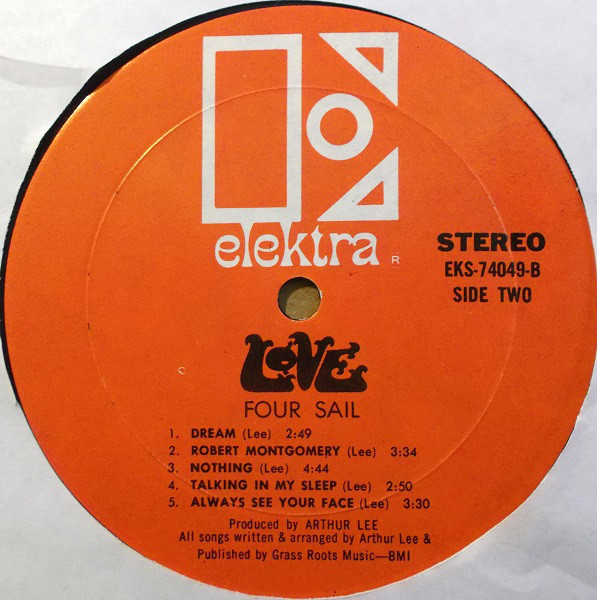 elektra R
STEREO
EKS-74049-B
SIDE TWO
LOVE
FOUR SAIL
1. DREAM (Lee) 2:49
2. ROBERT MONTGOMERY (Lee) 3:34
3. NOTHING (Lee) 4:44
4. TALKING IN MY SLEEP (Lee) 2:50
5. ALWAYS SEE YOUR FACE (Lee) 3:30
Produced by ARTHUR LEE
All songs written & arranged by Arthur Lee &
Published by Grass Roots Music—BMI